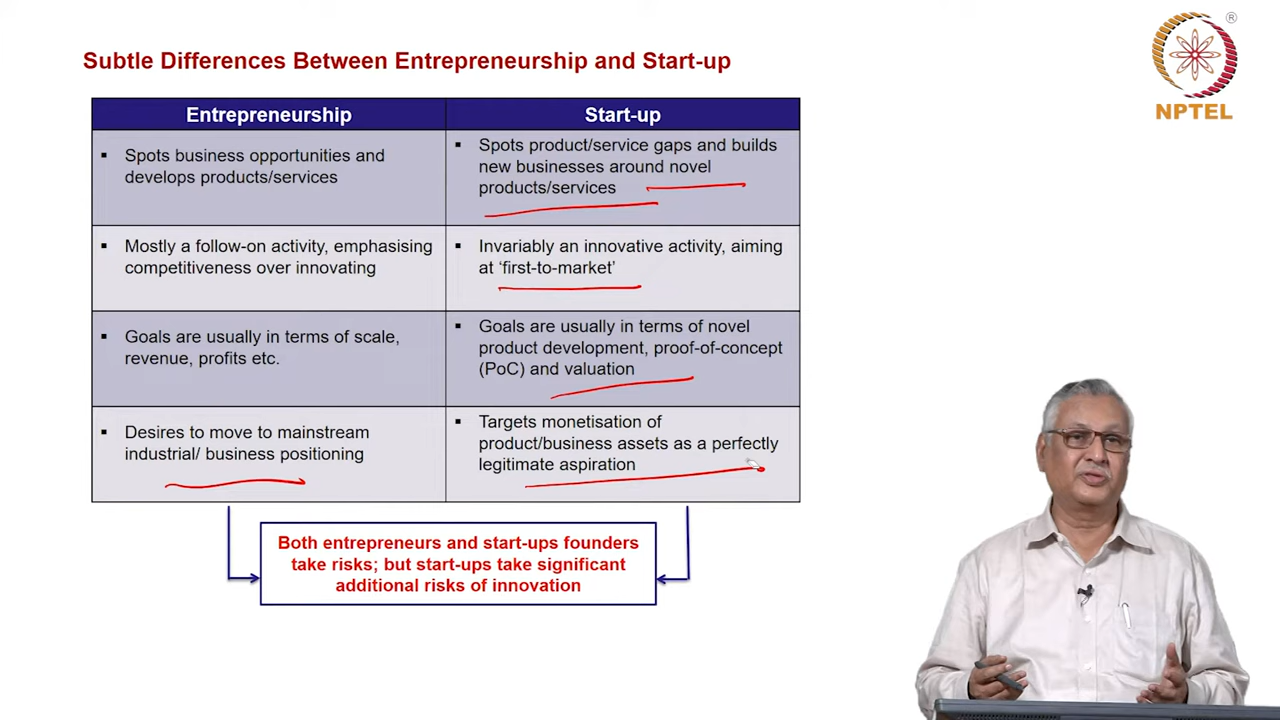 Subtle Differences Between Entrepreneurship and Start-up
®
NPTEL
Entrepreneurship
Start-up
▪ Spots business opportunities and
develops products/services
▪ Spots product/service gaps and builds
new businesses around novel
products/services
▪ Mostly a follow-on activity, emphasising
competitiveness over innovating
▪ Invariably an innovative activity, aiming
at ‘first-to-market’
▪ Goals are usually in terms of scale,
revenue, profits etc.
▪ Goals are usually in terms of novel
product development, proof-of-concept
(PoC) and valuation
▪ Desires to move to mainstream
industrial/ business positioning
▪ Targets monetisation of
product/business assets as a perfectly
legitimate aspiration
Both entrepreneurs and start-ups founders
take risks; but start-ups take significant
additional risks of innovation